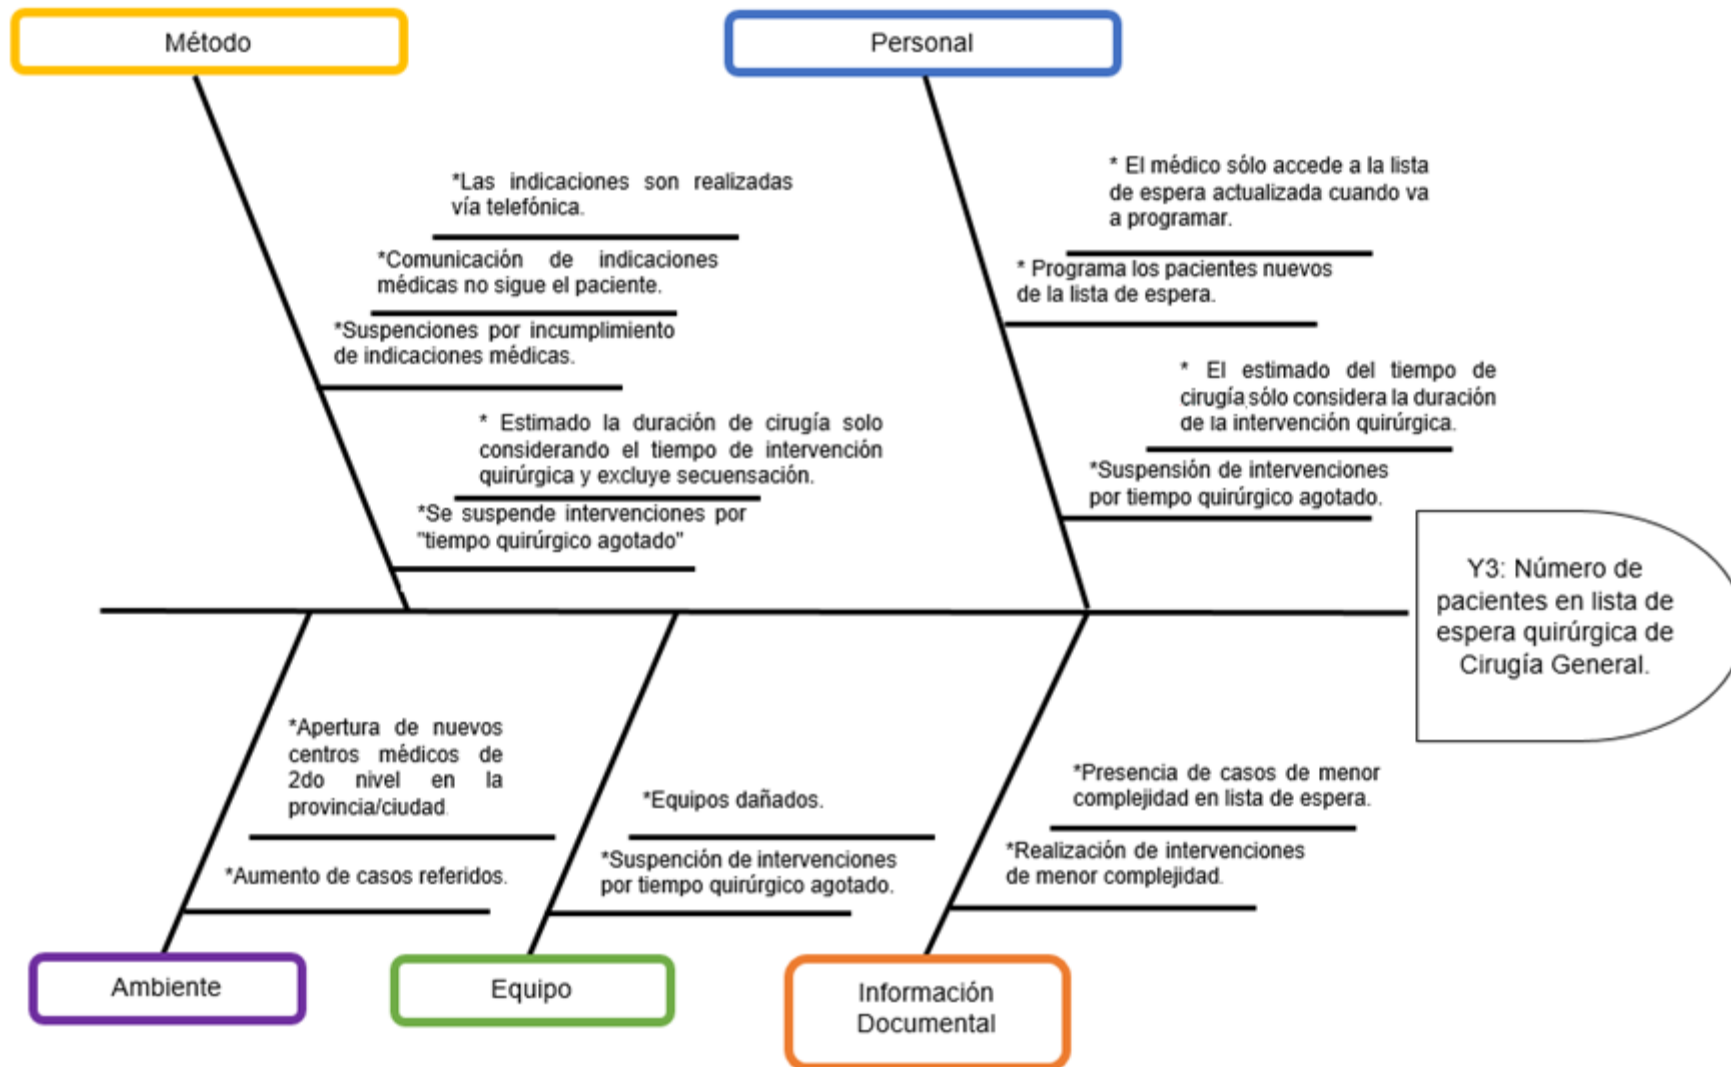 Método
Personal
*Las indicaciones son realizadas
vía telefónica.
*Comunicación de indicaciones
médicas no sigue el paciente.
*Suspenciones por incumplimiento
de indicaciones médicas.
* Estimado la duración de cirugía solo
considerando el tiempo de intervención
quirúrgica y excluye secuensación.
*Se suspende intervenciones por
"tiempo quirúrgico agotado"
* El médico sólo accede a la lista
de espera actualizada cuando va
a programar.
* Programa los pacientes nuevos
de la lista de espera.
* El estimado del tiempo de
cirugía sólo considera la duración
de la intervención quirúrgica.
*Suspensión de intervenciones
por tiempo quirúrgico agotado.
Y3: Número de
pacientes en lista de
espera quirúrgica de
Cirugía General.
*Apertura de nuevos
centros médicos de
2do nivel en la
provincia/ciudad.
*Aumento de casos referidos.
*Equipos dañados.
*Suspención de intervenciones
por tiempo quirúrgico agotado.
*Presencia de casos de menor
complejidad en lista de espera.
*Realización de intervenciones
de menor complejidad.
Ambiente
Equipo
Información
Documental